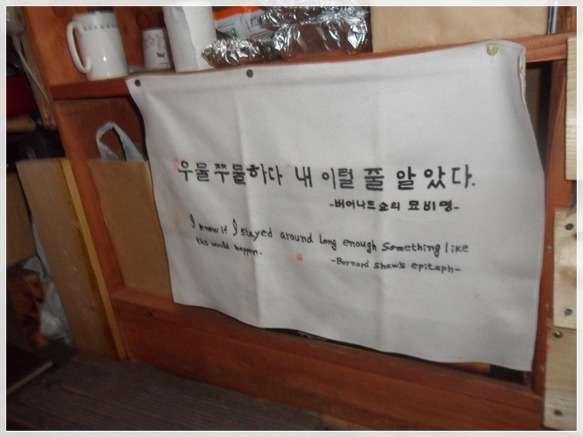 우물쭈물하다 내 이럴 줄 알았다.
-버어나드쇼의 묘비명-
I knew if I stayed around long enough something like
this would happen.
-Bernard Shaw's epitaph-